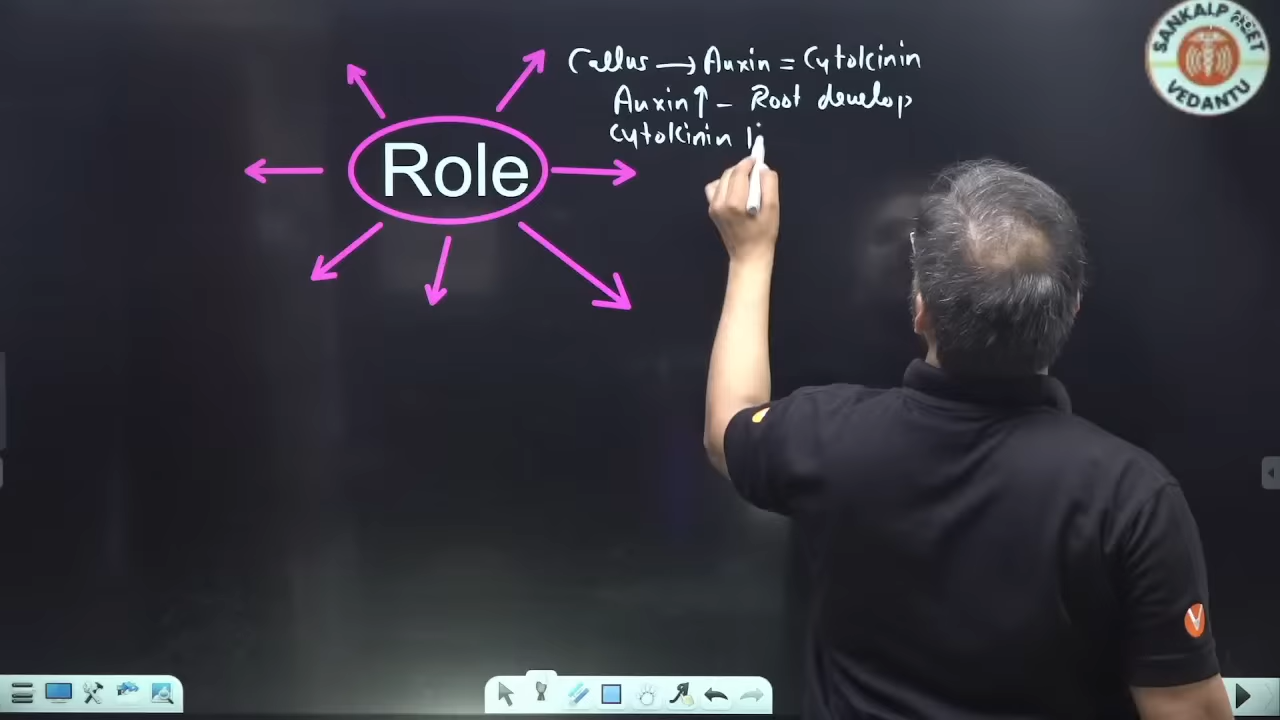 Callus → Auxin = Cytokinin
Auxin↑ – Root develop
Cytokinin
Role
SANKALP
VEDANTU